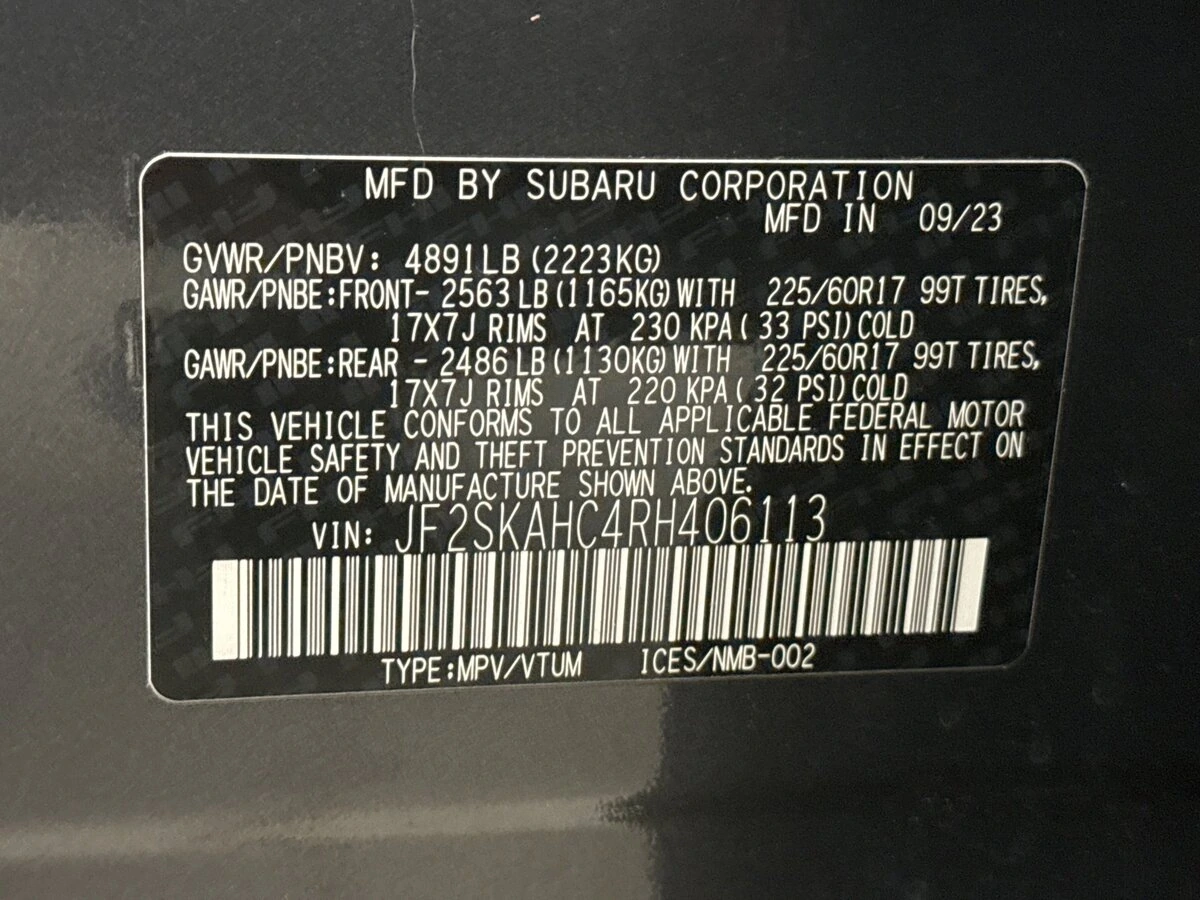 MFD BY SUBARU CORPORATION
MFD IN 09/23
GVWR/PNBV: 4891LB (2223KG)
GAWR/PNBE:FRONT- 2563 LB (1165KG) WITH 225/60R17 99T TIRES,
17X7J RIMS AT 230 KPA ( 33 PSI) COLD
GAWR/PNBE:REAR - 2486 LB (1130KG) WITH 225/60R17 99T TIRES,
17X7J RIMS AT 220 KPA ( 32 PSI) COLD
THIS VEHICLE CONFORMS TO ALL APPLICABLE FEDERAL MOTOR
VEHICLE SAFETY AND THEFT PREVENTION STANDARDS IN EFFECT ON
THE DATE OF MANUFACTURE SHOWN ABOVE.
VIN: JF2SKAHC4RH406113
TYPE:MPV/VTUM ICES/NMB-002